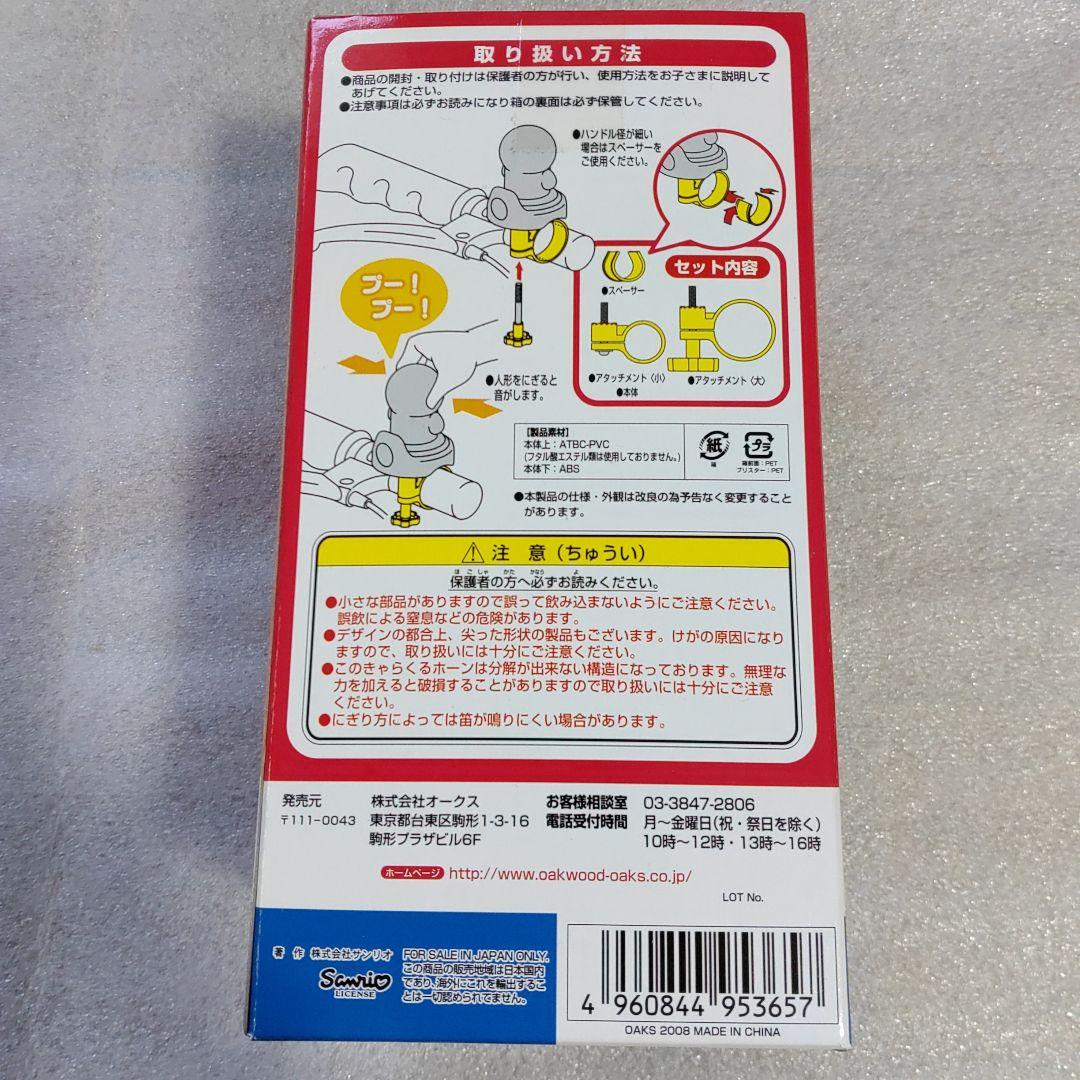 取り扱い方法
●商品の開封・取り付けは保護者の方が行い、使用方法をお子さまに説明して
あげてください。
●注意事項は必ずお読みになり箱の裏面は必ず保管してください。
●ハンドル径が細い
場合はスペーサーを
ご使用ください。
セット内容
●スペーサー
●アタッチメント〈小〉
●アタッチメント〈大〉
●本体
プー!
プー!
●人形をにぎると
音がします。
【製品素材】
本体上:ATBC-PVC
(フタル酸エステル類は使用しておりません。)
本体下:ABS
紙
箱
プラ
箱前面:PET
ブリスター:PET
●本製品の仕様・外観は改良の為予告なく変更すること
があります。
注 意(ちゅうい)
ほごしゃ かた かなら よ
保護者の方へ必ずお読みください。
●小さな部品がありますので誤って飲み込まないようにご注意ください。
誤飲による窒息などの危険があります。
●デザインの都合上、尖った形状の製品もございます。けがの原因になり
ますので、取り扱いには十分にご注意ください。
●このきゃらくるホーンは分解が出来ない構造になっております。無理な
力を加えると破損することがありますので取り扱いには十分にご注意
ください。
●にぎり方によっては笛が鳴りにくい場合があります。
発売元 株式会社オークス
〒111-0043 東京都台東区駒形1-3-16
駒形プラザビル6F
お客様相談室 03-3847-2806
電話受付時間 月〜金曜日(祝・祭日を除く)
10時〜12時・13時〜16時
ホームページ http://www.oakwood-oaks.co.jp/
LOT No.
著 作 株式会社サンリオ
Sanrio
LICENSE
FOR SALE IN JAPAN ONLY.
この商品の販売地域は日本国内
であり、海外にこれを輸出するこ
とは一切認められてません。
4 960844 953657
OAKS 2008 MADE IN CHINA